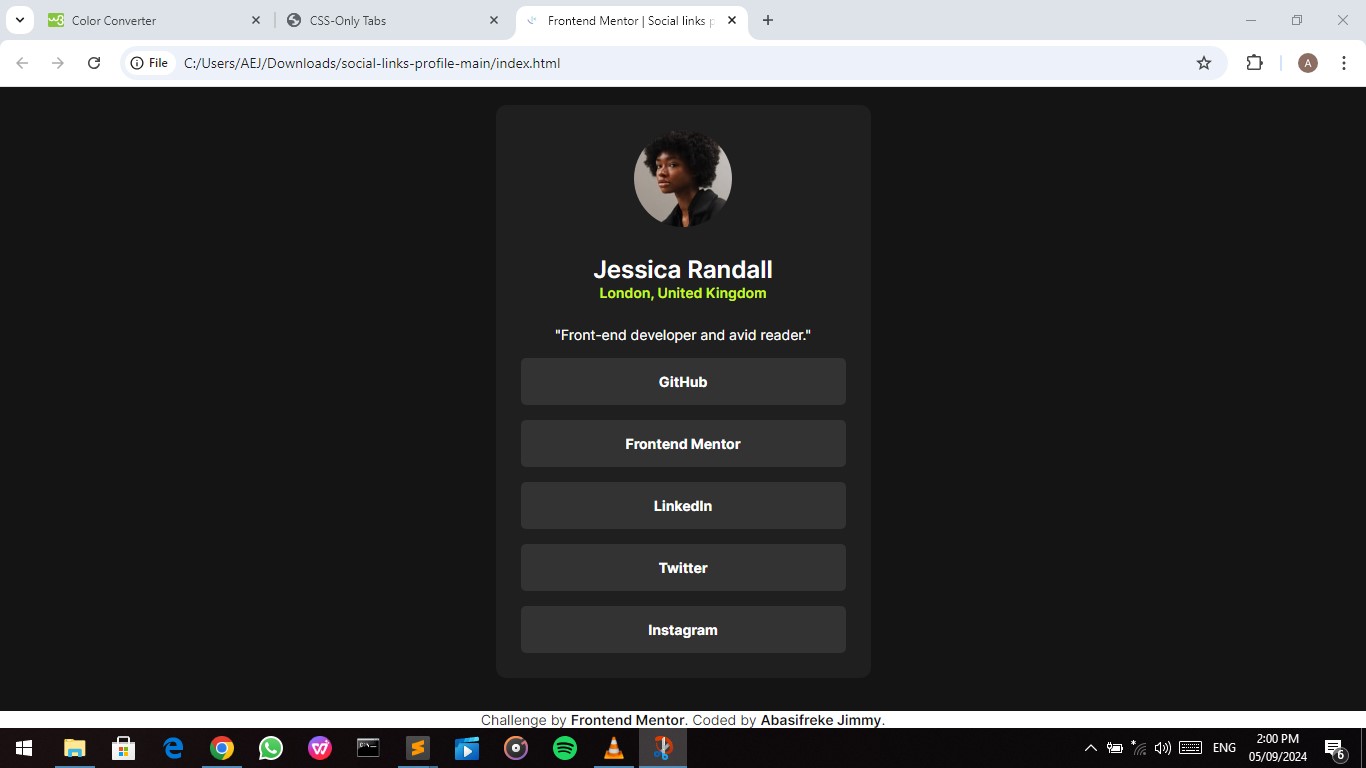 Color Converter
CSS-Only Tabs
Frontend Mentor | Social links p
File
C:/Users/AEJ/Downloads/social-links-profile-main/index.html
A
Jessica Randall
London, United Kingdom
"Front-end developer and avid reader."
GitHub
Frontend Mentor
LinkedIn
Twitter
Instagram
Challenge by Frontend Mentor. Coded by Abasifreke Jimmy.
ENG
2:00 PM
05/09/2024
6